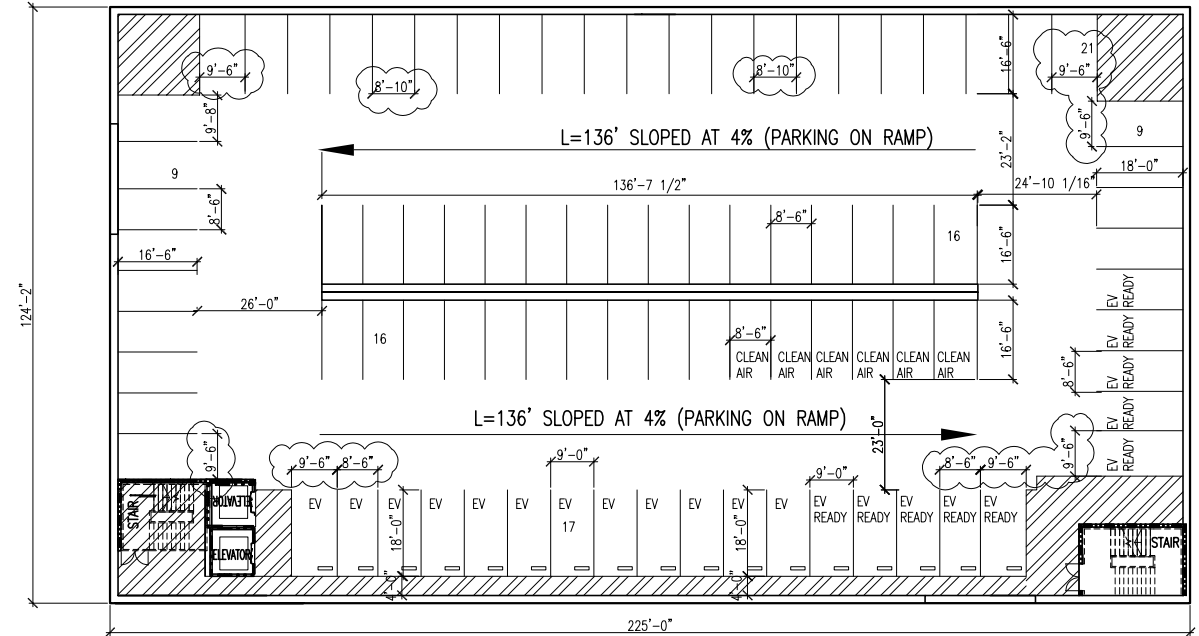 21
9'-6"
8'-10"
8'-10"
9'-6"
16'-6"
9'-8"
9'-6"
9
L=136' SLOPED AT 4% (PARKING ON RAMP)
23'-2"
9
18'-0"
136'-7 1/2"
24'-10 1/16"
8'-6"
8'-6"
16
16'-6"
16'-6"
124'-2"
26'-0"
EV READY
EV READY
EV READY
EV READY
EV READY
16
8'-6"
16'-6"
CLEAN AIR
CLEAN AIR
CLEAN AIR
CLEAN AIR
CLEAN AIR
CLEAN AIR
8'-6"
L=136' SLOPED AT 4% (PARKING ON RAMP)
23'-0"
9'-6"
9'-6"
8'-6"
9'-0"
9'-0"
8'-6"
9'-6"
9'-6"
STAIR
ELEVATOR
ELEVATOR
EV
EV
EV
EV
EV
EV
EV
EV
EV
EV
EV
EV READY
EV READY
EV READY
EV READY
EV READY
17
18'-0"
18'-0"
STAIR
4'-0"
4'-0"
225'-0"